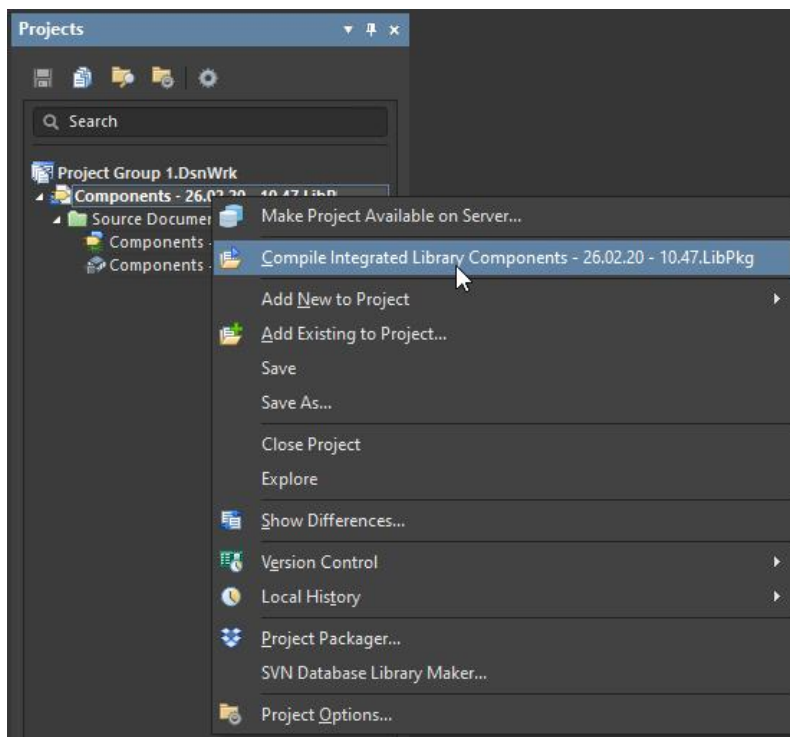 Projects
Search
Project Group 1.DsnWrk
Components - 26.02.20 - 10.47.LibP
Source Documen
Components -
Components -
Make Project Available on Server...
Compile Integrated Library Components - 26.02.20 - 10.47.LibPkg
Add New to Project
Add Existing to Project...
Save
Save As...
Close Project
Explore
Show Differences...
Version Control
Local History
Project Packager...
SVN Database Library Maker...
Project Options...